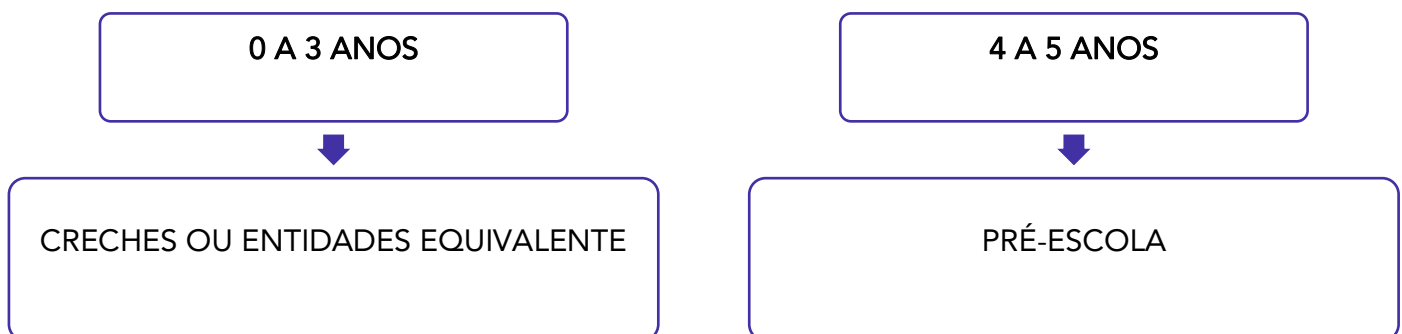 0 A 3 ANOS
4 A 5 ANOS
CRECHES OU ENTIDADES EQUIVALENTE
PRÉ-ESCOLA